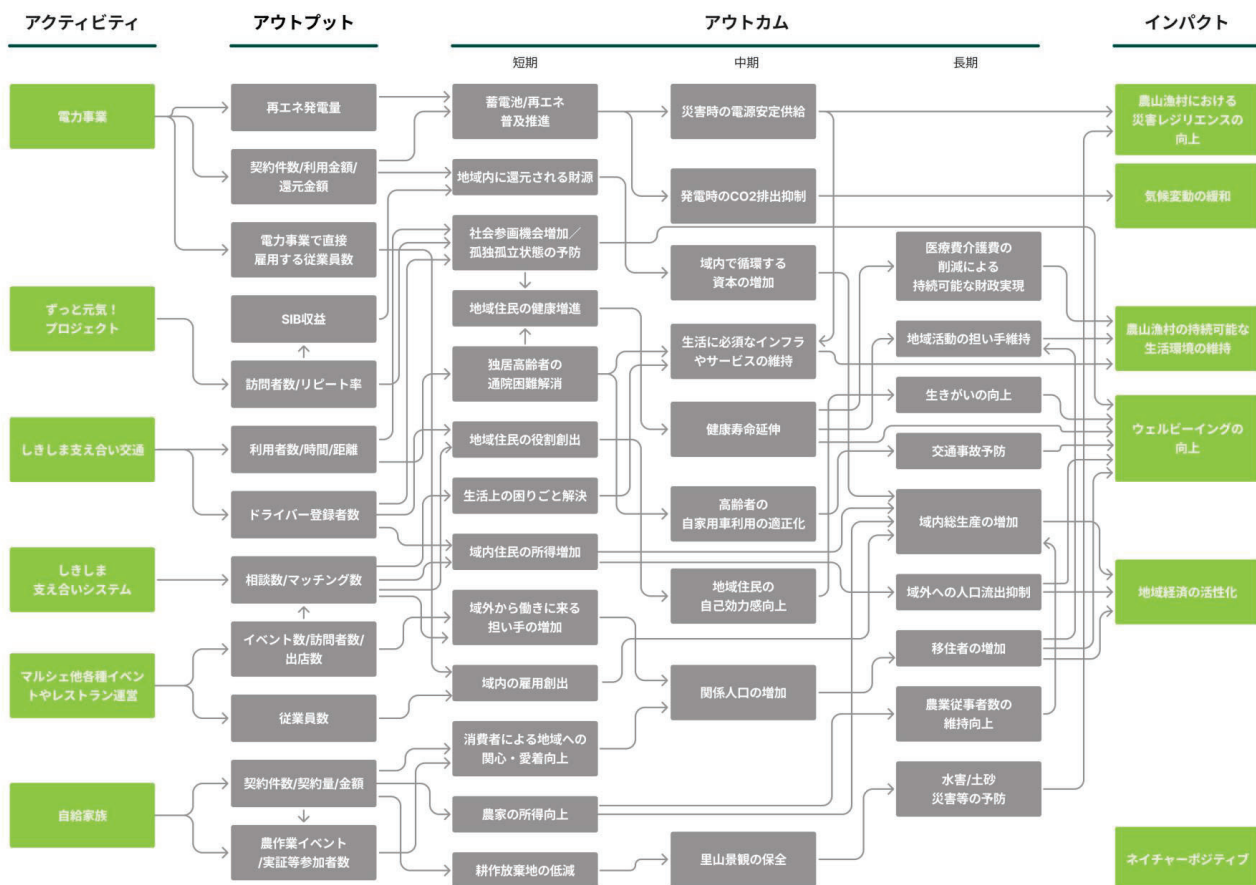 アクティビティ
アウトプット
アウトカム
インパクト
短期
中期
長期
電力事業
ずっと元気！
プロジェクト
しきしま支え合い交通
しきしま
支え合いシステム
マルシェ他各種イベン
トやレストラン運営
自給家族
再エネ発電量
契約件数/利用金額/
還元金額
電力事業で直接
雇用する従業員数
SIB収益
訪問者数/リピート率
利用者数/時間/距離
ドライバー登録者数
相談数/マッチング数
イベント数/訪問者数/
出店数
従業員数
契約件数/契約量/金額
農作業イベント
/実証等参加者数
蓄電池/再エネ
普及推進
地域内に還元される財源
社会参画機会増加／
孤独孤立状態の予防
地域住民の健康増進
独居高齢者の
通院困難解消
地域住民の役割創出
生活上の困りごと解決
域内住民の所得増加
域外から働きに来る
担い手の増加
域内の雇用創出
消費者による地域への
関心・愛着向上
農家の所得向上
耕作放棄地の低減
災害時の電源安定供給
発電時のCO2排出抑制
域内で循環する
資本の増加
生活に必須なインフラ
やサービスの維持
健康寿命延伸
高齢者の
自家用車利用の適正化
地域住民の
自己効力感向上
関係人口の増加
里山景観の保全
医療費介護費の
削減による
持続可能な財政実現
地域活動の担い手維持
生きがいの向上
交通事故予防
域内総生産の増加
域外への人口流出抑制
移住者の増加
農業従事者数の
維持向上
水害/土砂
災害等の予防
農山漁村における
災害レジリエンスの
向上
気候変動の緩和
農山漁村の持続可能な
生活環境の維持
ウェルビーイングの
向上
地域経済の活性化
ネイチャーポジティブ